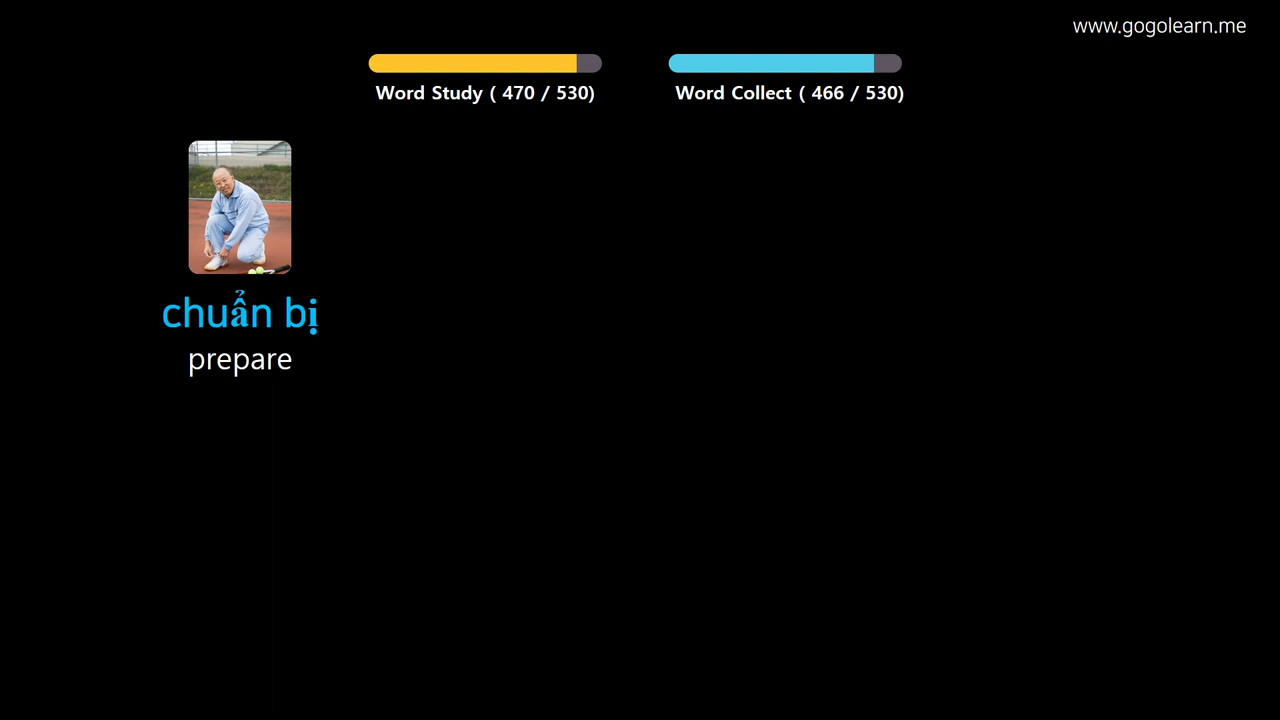 www.gogolearn.me
Word Study ( 470 / 530)
Word Collect ( 466 / 530)
chuẩn bị
prepare